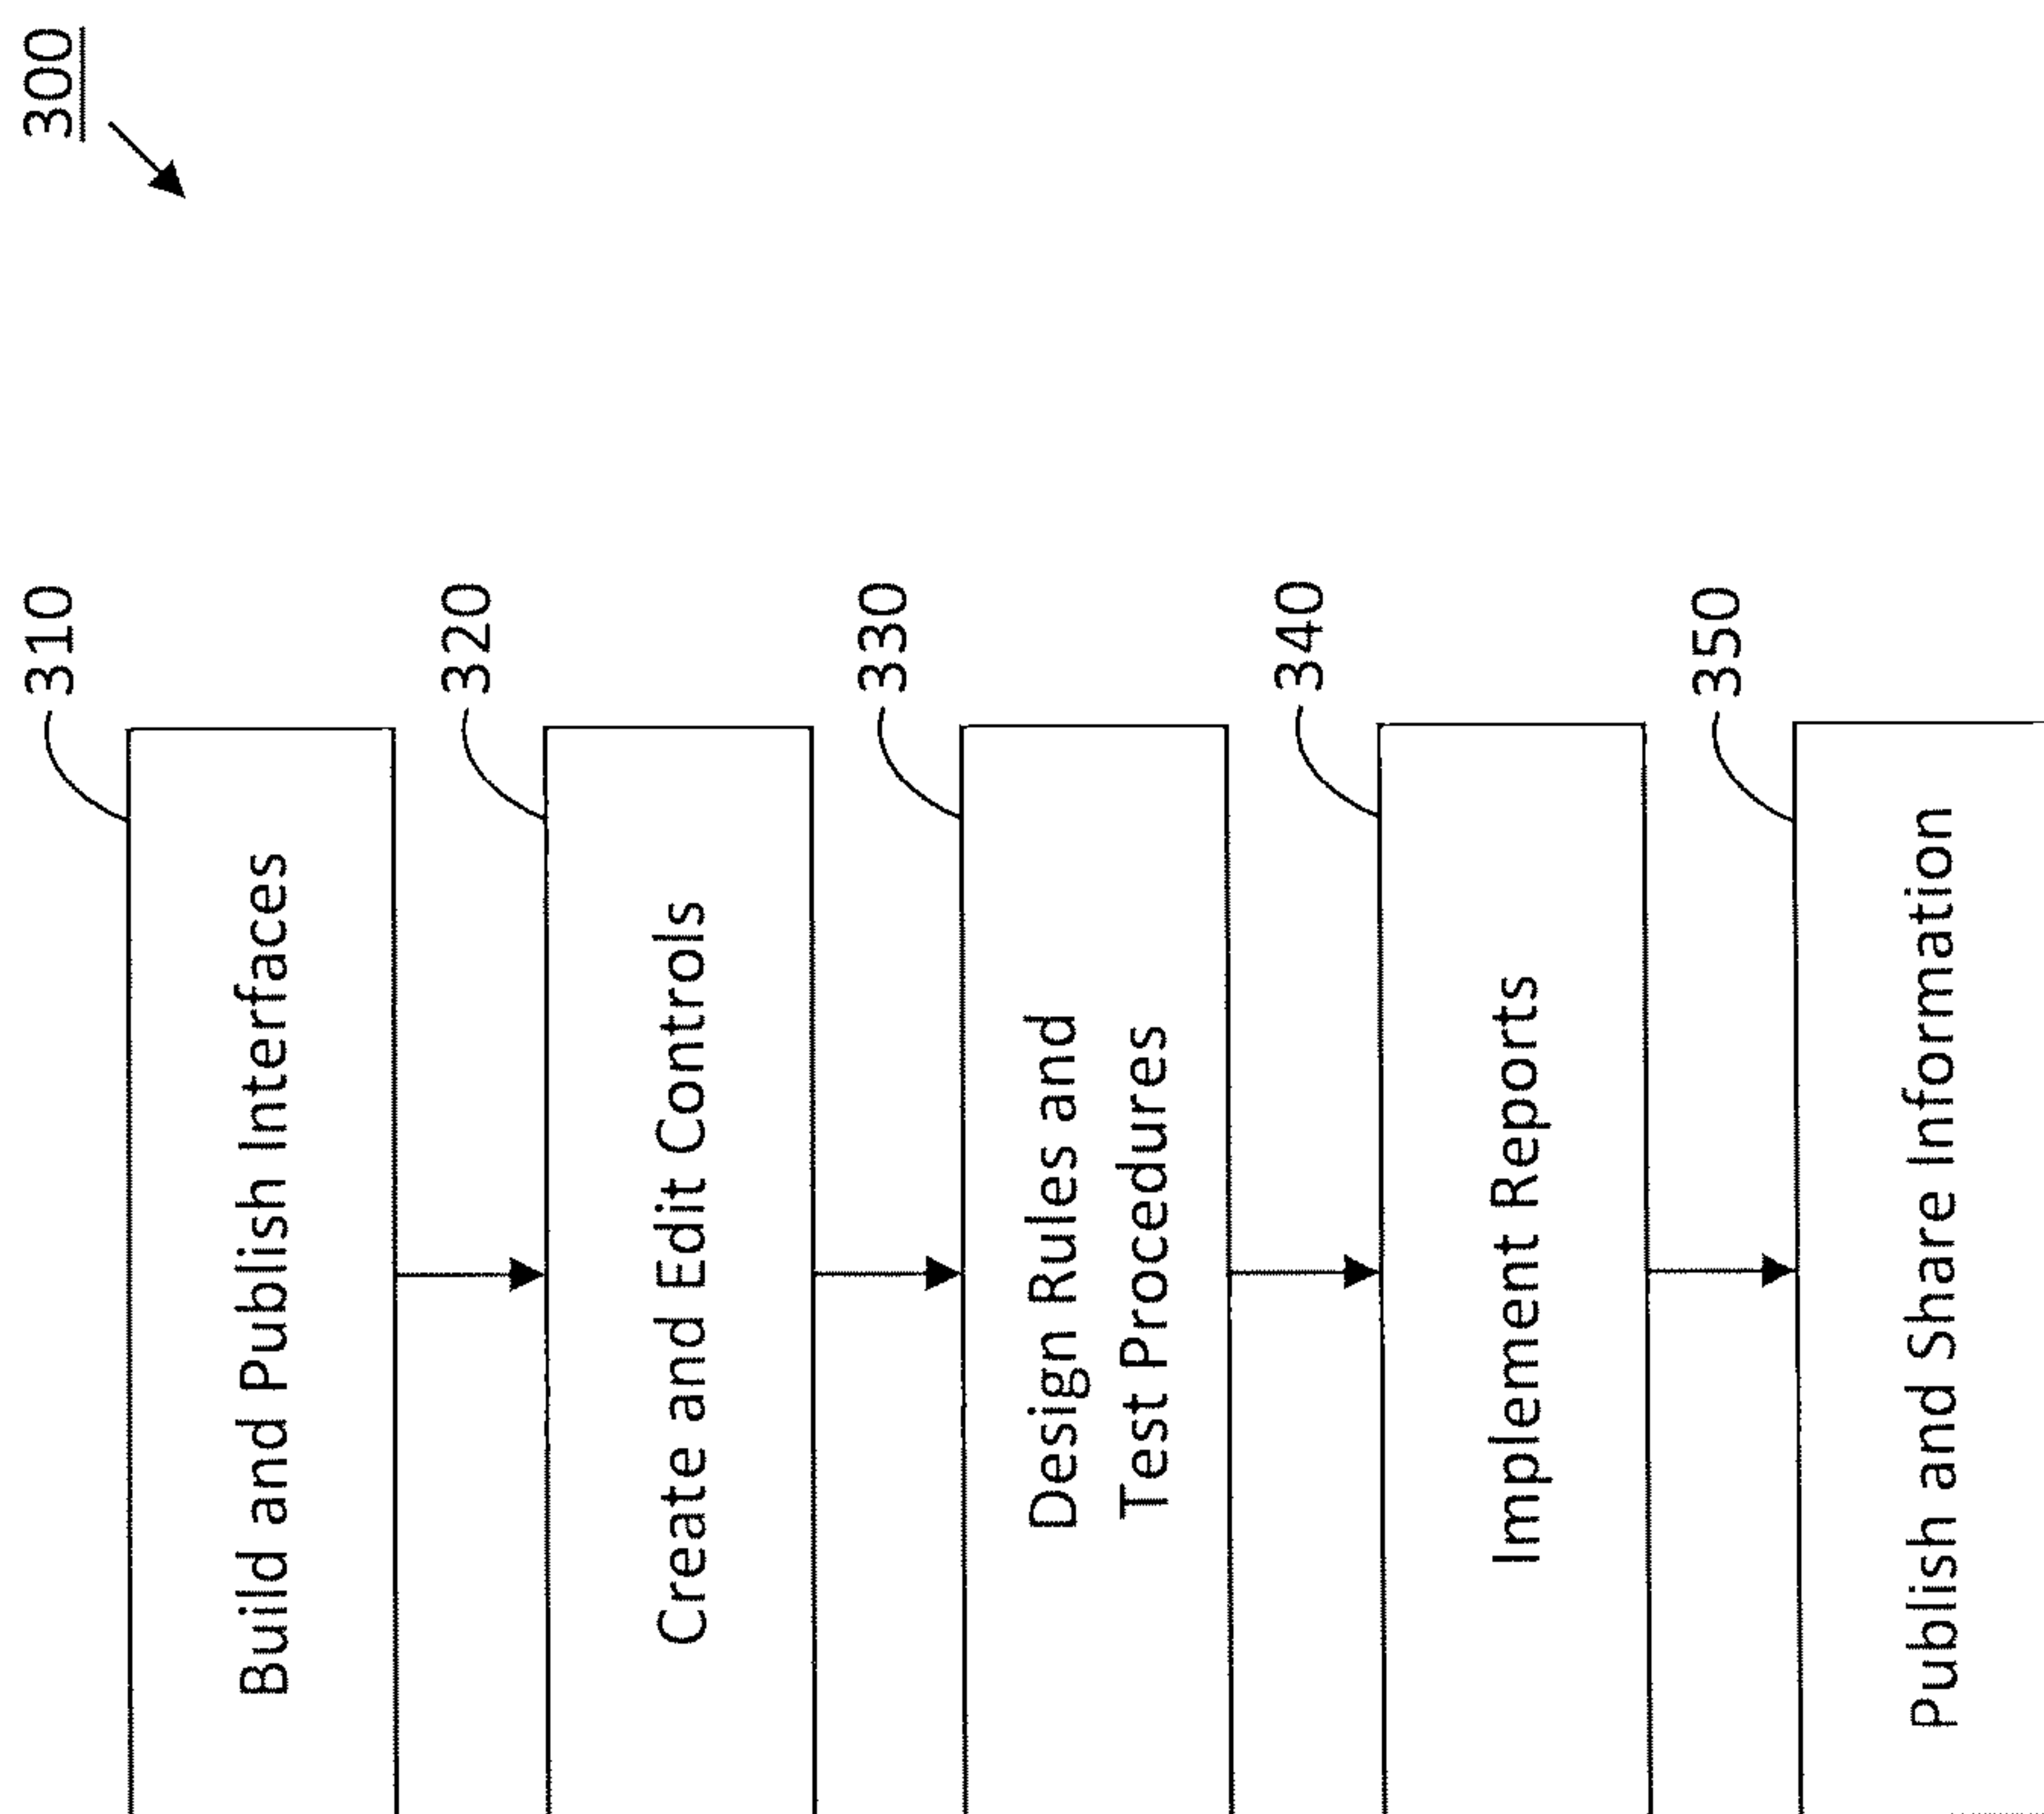 300
310
Build and Publish Interfaces
320
Create and Edit Controls
330
Design Rules and
Test Procedures
340
Implement Reports
350
Publish and Share Information